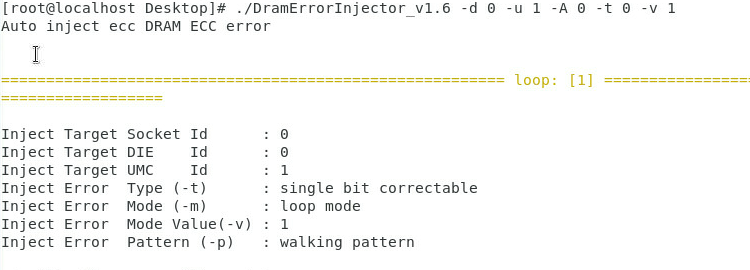 [root@localhost Desktop]# ./DramErrorInjector_v1.6 -d 0 -u 1 -A 0 -t 0 -v 1
Auto inject ecc DRAM ECC error
======================================================== loop: [1] ================
==================
Inject Target Socket Id      : 0
Inject Target DIE    Id      : 0
Inject Target UMC    Id      : 1
Inject Error  Type (-t)      : single bit correctable
Inject Error  Mode (-m)      : loop mode
Inject Error  Mode Value(-v) : 1
Inject Error  Pattern (-p)   : walking pattern